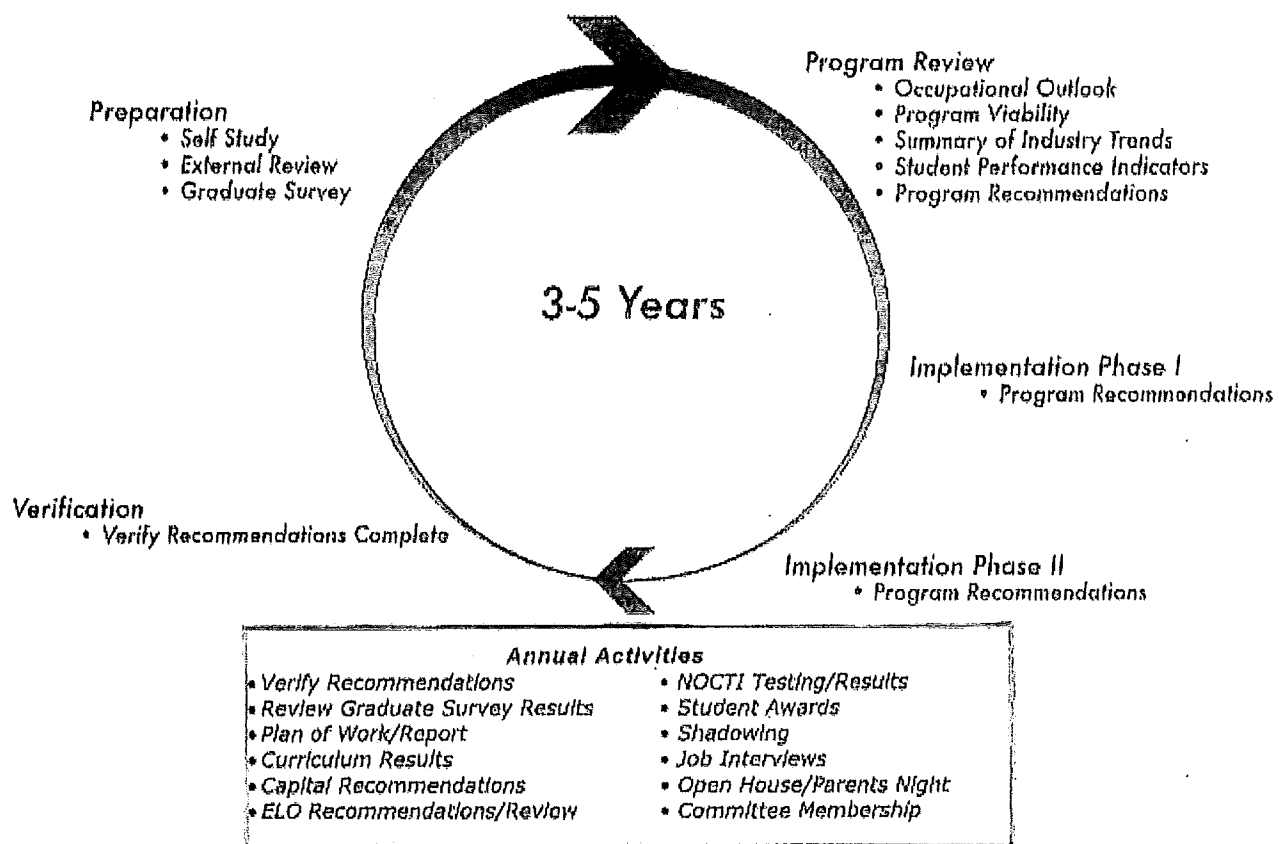 Preparation
• Self Study
• External Review
• Graduate Survey
Program Review
• Occupational Outlook
• Program Viability
• Summary of Industry Trends
• Student Performance Indicators
• Program Recommendations
3-5 Years
Implementation Phase I
• Program Recommendations
Verification
• Verify Recommendations Complete
Implementation Phase II
• Program Recommendations
Annual Activities
• Verify Recommendations
• Review Graduate Survey Results
• Plan of Work/Report
• Curriculum Results
• Capital Recommendations
• ELO Recommendations/Review
• NOCTI Testing/Results
• Student Awards
• Shadowing
• Job Interviews
• Open House/Parents Night
• Committee Membership